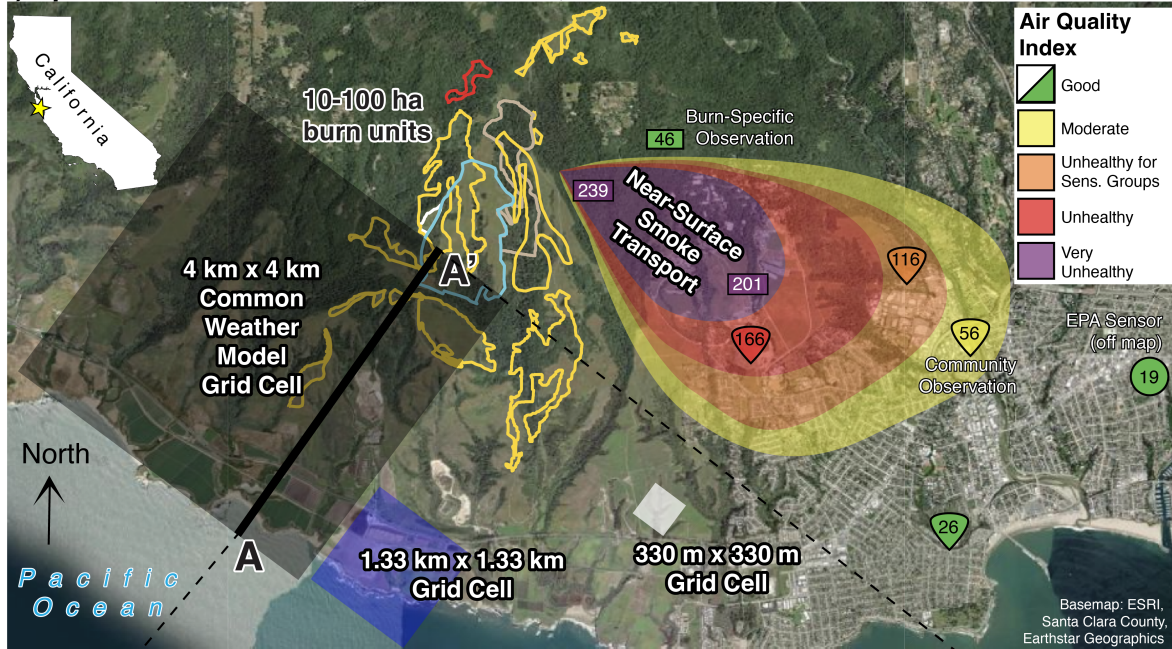 California
10-100 ha
burn units
Burn-Specific
Observation
46
239
Near-Surface
Smoke
Transport
201
116
166
56
Community
Observation
EPA Sensor
(off map)
19
26
4 km x 4 km
Common
Weather
Model
Grid Cell
A'
A
North
Pacific
Ocean
1.33 km x 1.33 km
Grid Cell
330 m x 330 m
Grid Cell
Air Quality
Index
Good
Moderate
Unhealthy for
Sens. Groups
Unhealthy
Very
Unhealthy
Basemap: ESRI,
Santa Clara County,
Earthstar Geographics